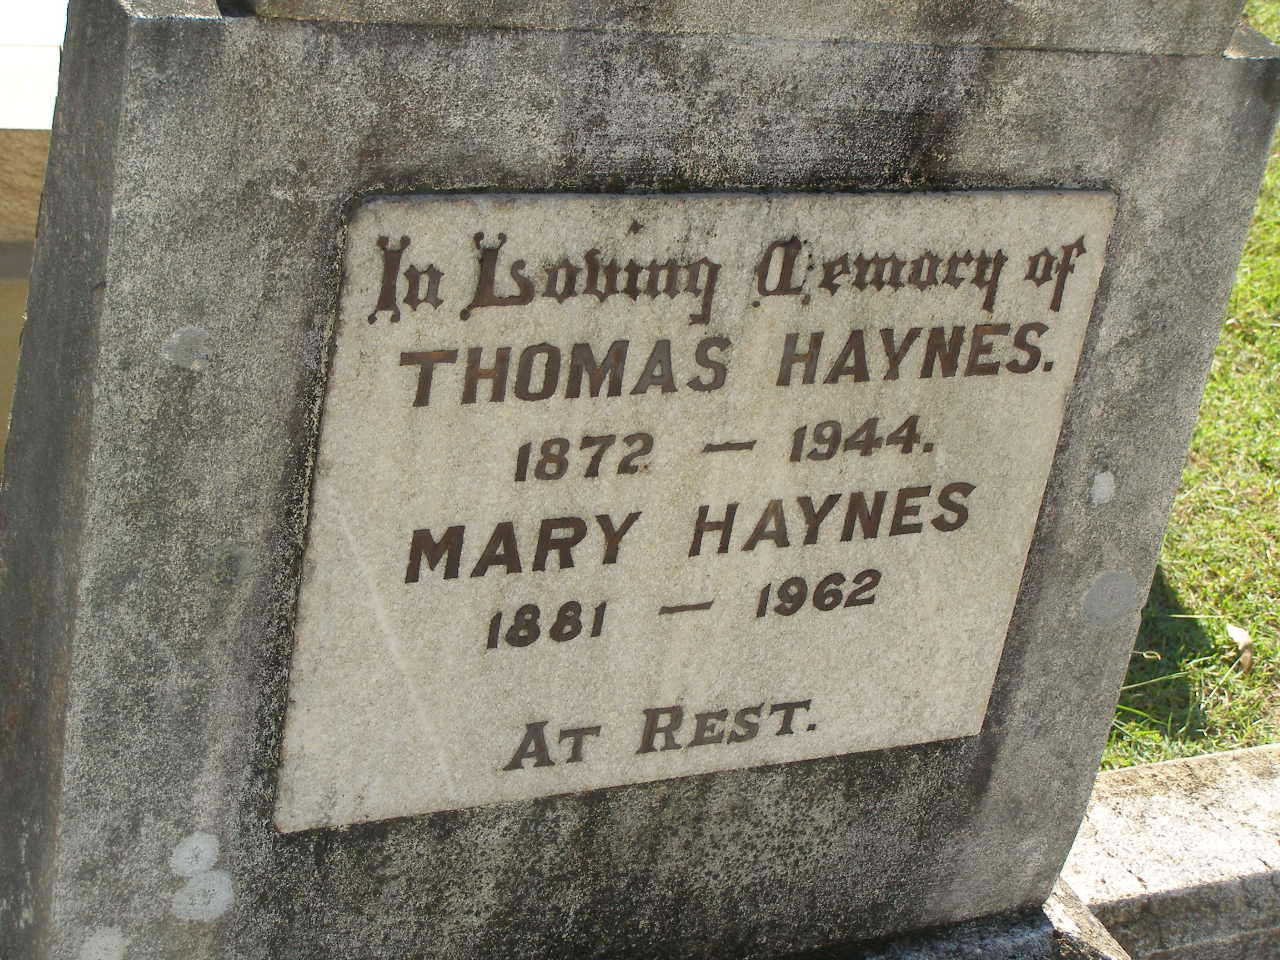 In Loving Memory of
THOMAS HAYNES.
1872 — 1944.
MARY HAYNES
1881 — 1962
AT REST.